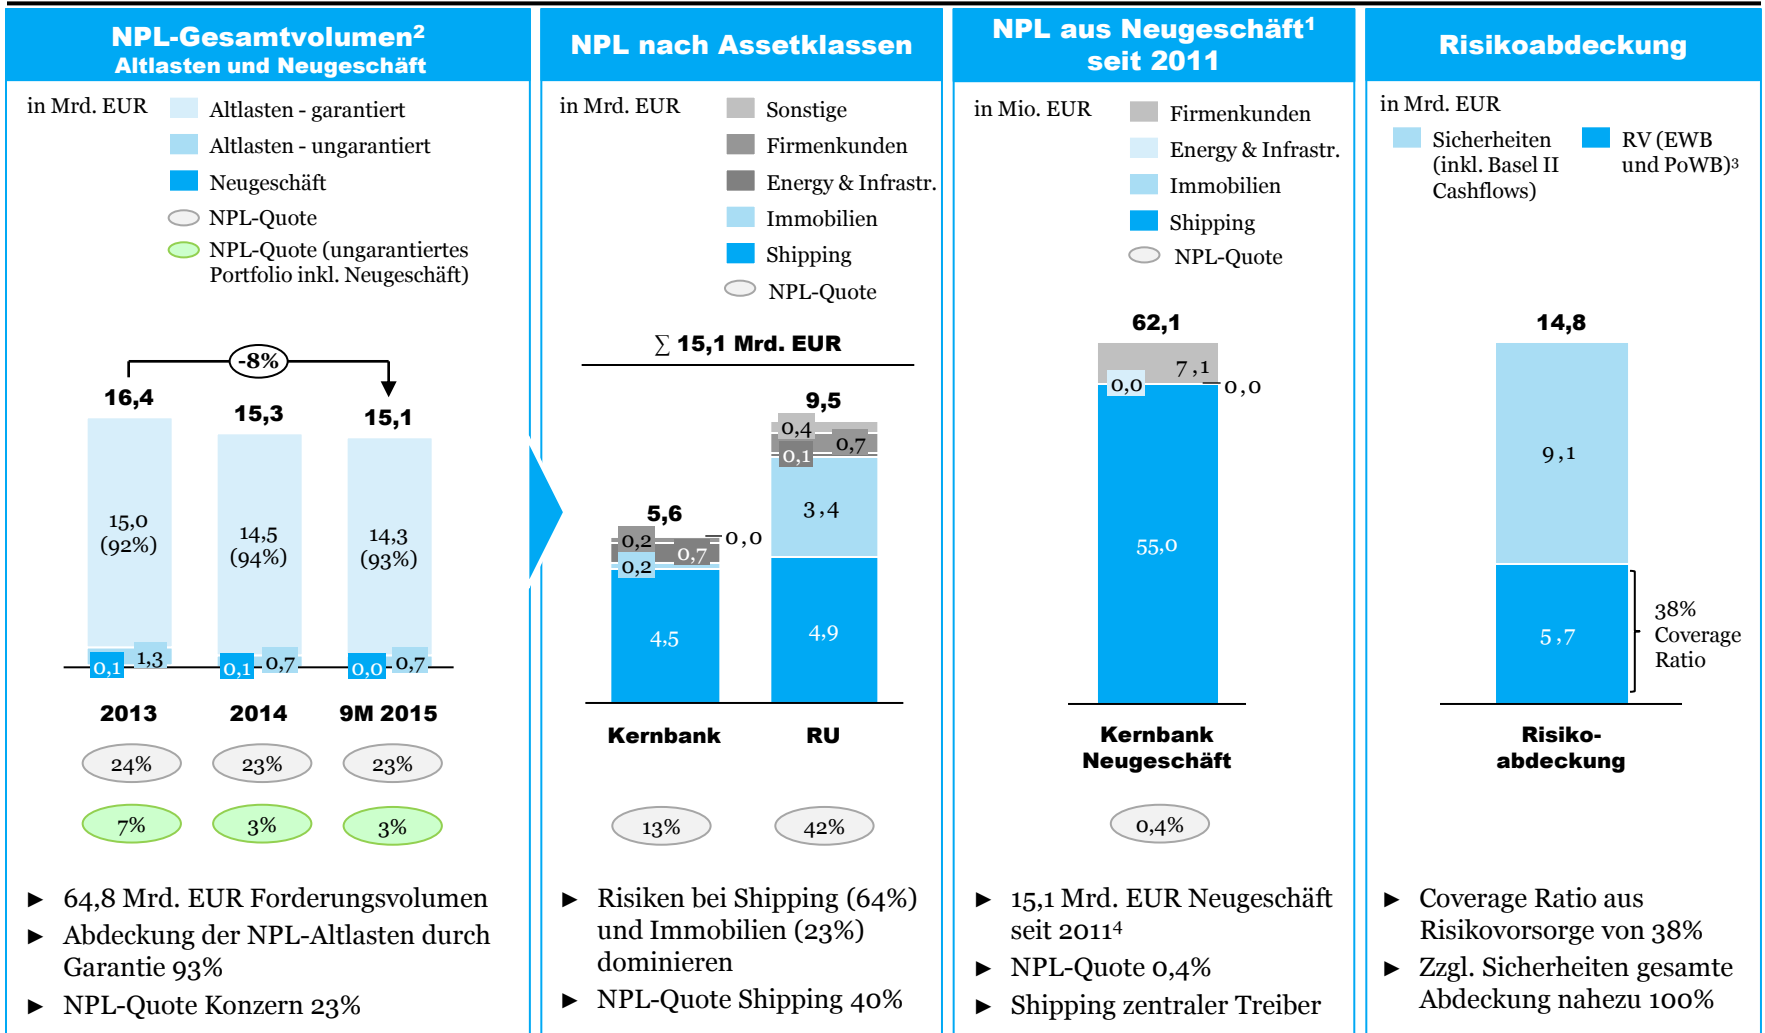 NPL-Gesamtvolumen²
Altlasten und Neugeschäft
in Mrd. EUR
Altlasten - garantiert
Altlasten - ungarantiert
Neugeschäft
NPL-Quote
NPL-Quote (ungarantiertes
Portfolio inkl. Neugeschäft)
-8%
16,4
15,3
15,1
15,0
(92%)
14,5
(94%)
14,3
(93%)
0,1
1,3
0,1
0,7
0,0
0,7
2013
2014
9M 2015
24%
23%
23%
7%
3%
3%
► 64,8 Mrd. EUR Forderungsvolumen
► Abdeckung der NPL-Altlasten durch
Garantie 93%
► NPL-Quote Konzern 23%
NPL nach Assetklassen
in Mrd. EUR
Sonstige
Firmenkunden
Energy & Infrastr.
Immobilien
Shipping
NPL-Quote
∑ 15,1 Mrd. EUR
5,6
0,0
0,2
0,7
0,2
4,5
9,5
0,4
0,7
0,1
3,4
4,9
Kernbank
RU
13%
42%
► Risiken bei Shipping (64%)
und Immobilien (23%)
dominieren
► NPL-Quote Shipping 40%
NPL aus Neugeschäft¹
seit 2011
in Mio. EUR
Firmenkunden
Energy & Infrastr.
Immobilien
Shipping
NPL-Quote
62,1
7,1
0,0
0,0
55,0
Kernbank
Neugeschäft
0,4%
► 15,1 Mrd. EUR Neugeschäft
seit 2011⁴
► NPL-Quote 0,4%
► Shipping zentraler Treiber
Risikoabdeckung
in Mrd. EUR
Sicherheiten
(inkl. Basel II
Cashflows)
RV (EWB
und PoWB)³
14,8
9,1
5,7
38%
Coverage
Ratio
Risiko-
abdeckung
► Coverage Ratio aus
Risikovorsorge von 38%
► Zzgl. Sicherheiten gesamte
Abdeckung nahezu 100%